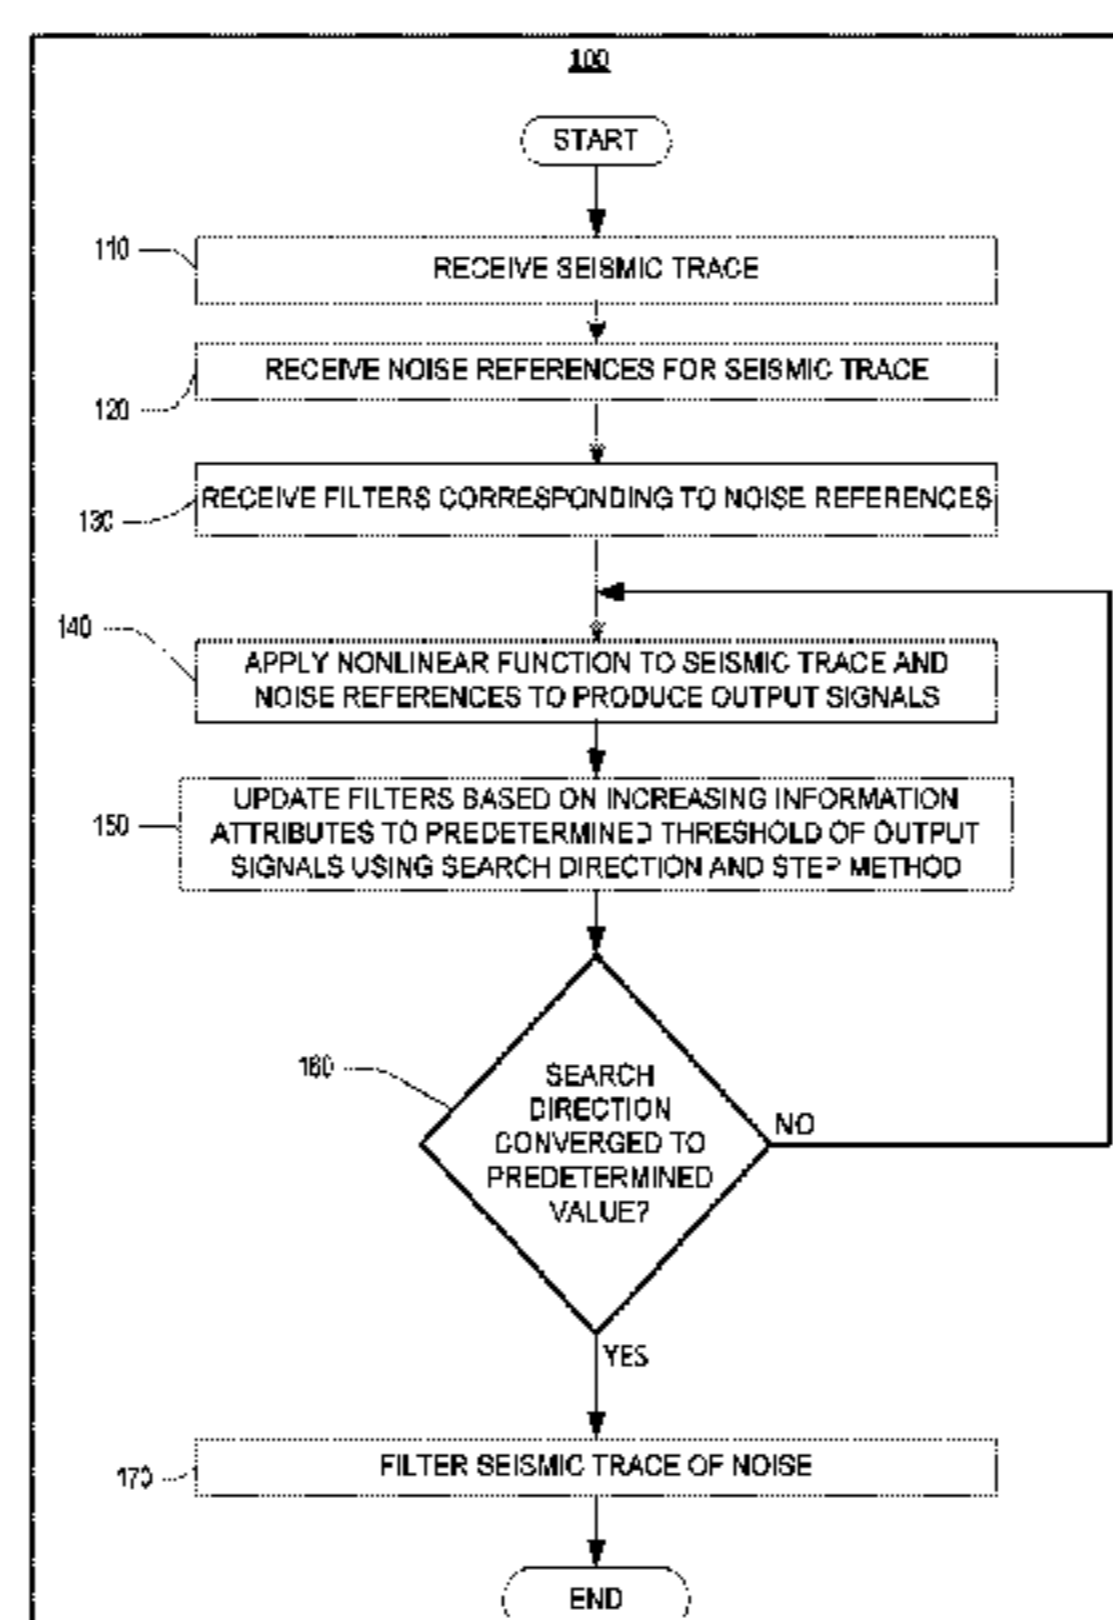 100
START
110
RECEIVE SEISMIC TRACE
RECEIVE NOISE REFERENCES FOR SEISMIC TRACE
120
RECEIVE FILTERS CORRESPONDING TO NOISE REFERENCES
130
140
APPLY NONLINEAR FUNCTION TO SEISMIC TRACE AND
NOISE REFERENCES TO PRODUCE OUTPUT SIGNALS
150
UPDATE FILTERS BASED ON INCREASING INFORMATION
ATTRIBUTES TO PREDETERMINED THRESHOLD OF OUTPUT
SIGNALS USING SEARCH DIRECTION AND STEP METHOD
160
SEARCH
DIRECTION
CONVERGED TO
PREDETERMINED
VALUE?
NO
YES
170
FILTER SEISMIC TRACE OF NOISE
END